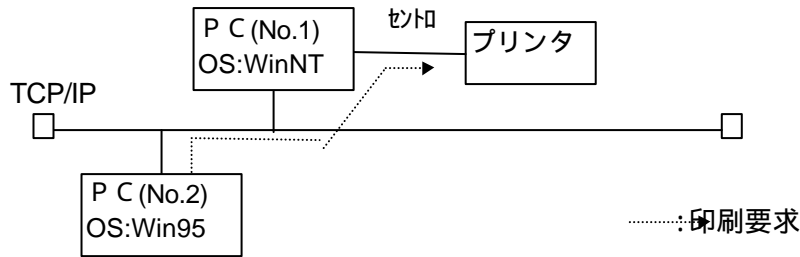 ＰＣ(No.1)
OS:WinNT
ｾﾝﾄﾛ
プリンタ
TCP/IP
ＰＣ(No.2)
OS:Win95
:印刷要求